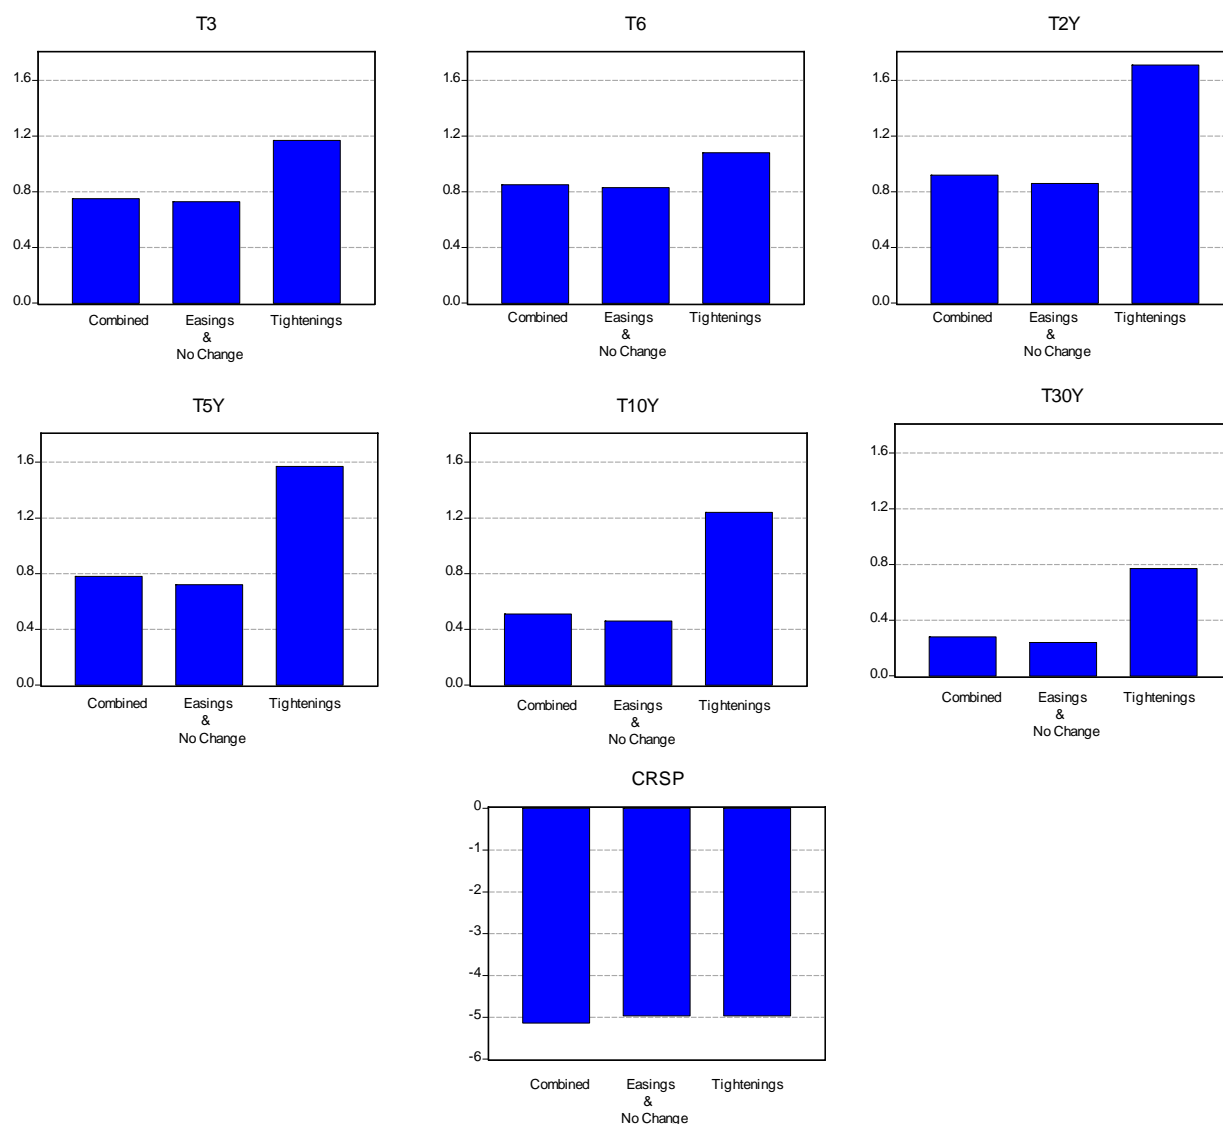 T3
1.6
1.2
0.8
0.4
0.0
Combined Easings Tightenings
&
No Change
T6
1.6
1.2
0.8
0.4
0.0
Combined Easings Tightenings
&
No Change
T2Y
1.6
1.2
0.8
0.4
0.0
Combined Easings Tightenings
&
No Change
T5Y
1.6
1.2
0.8
0.4
0.0
Combined Easings Tightenings
&
No Change
T10Y
1.6
1.2
0.8
0.4
0.0
Combined Easings Tightenings
&
No Change
T30Y
1.6
1.2
0.8
0.4
0.0
Combined Easings Tightenings
&
No Change
CRSP
0
-1
-2
-3
-4
-5
-6
Combined Easings Tightenings
&
No Change